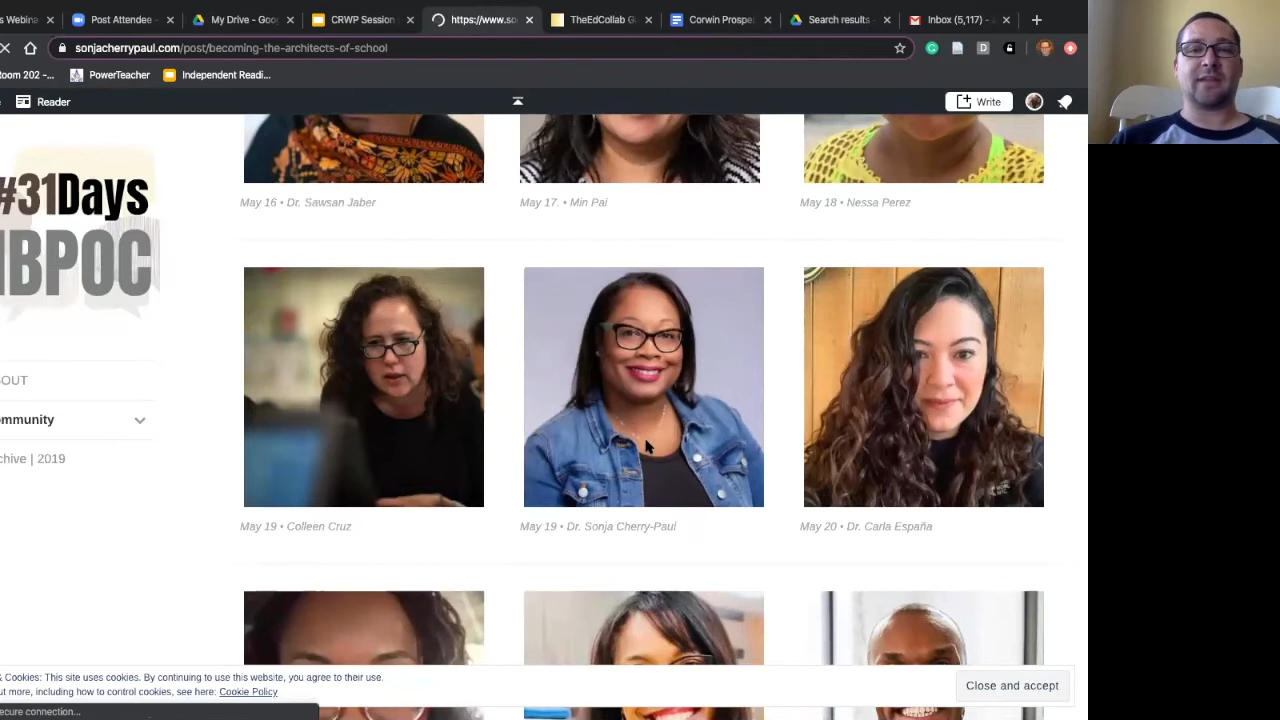 s Webinar
Post Attendee -
My Drive - Goo
CRWP Session
https://www.so
TheEdCollab G
Corwin Prospe
Search results -
Inbox (5,117) -
sonjacherrypaul.com/post/becoming-the-architects-of-school
oom 202 -...
PowerTeacher
Independent Readi...
Reader
Write
#31Days
IBPOC
May 16 • Dr. Sawsan Jaber
May 17. • Min Pai
May 18 • Nessa Perez
BOUT
mmunity
chive | 2019
May 19 • Colleen Cruz
May 19 • Dr. Sonja Cherry-Paul
May 20 • Dr. Carla España
& Cookies: This site uses cookies. By continuing to use this website, you agree to their use.
ut more, including how to control cookies, see here: Cookie Policy
Close and accept
ecure connection...